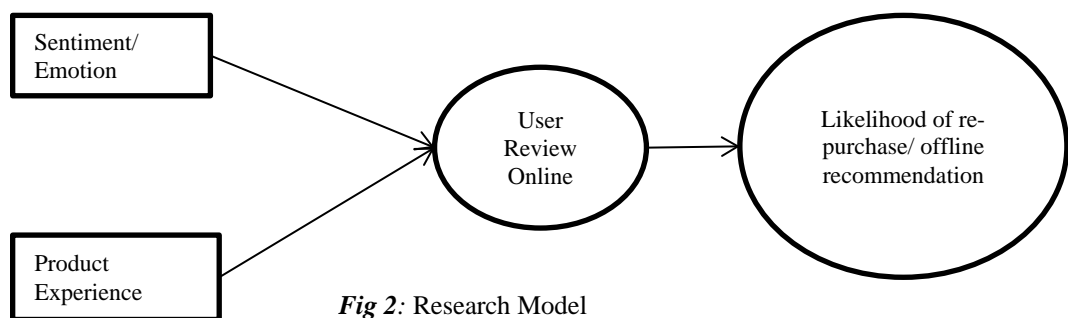 Sentiment/
Emotion
User
Review
Online
Likelihood of re-
purchase/ offline
recommendation
Product
Experience
Fig 2: Research Model